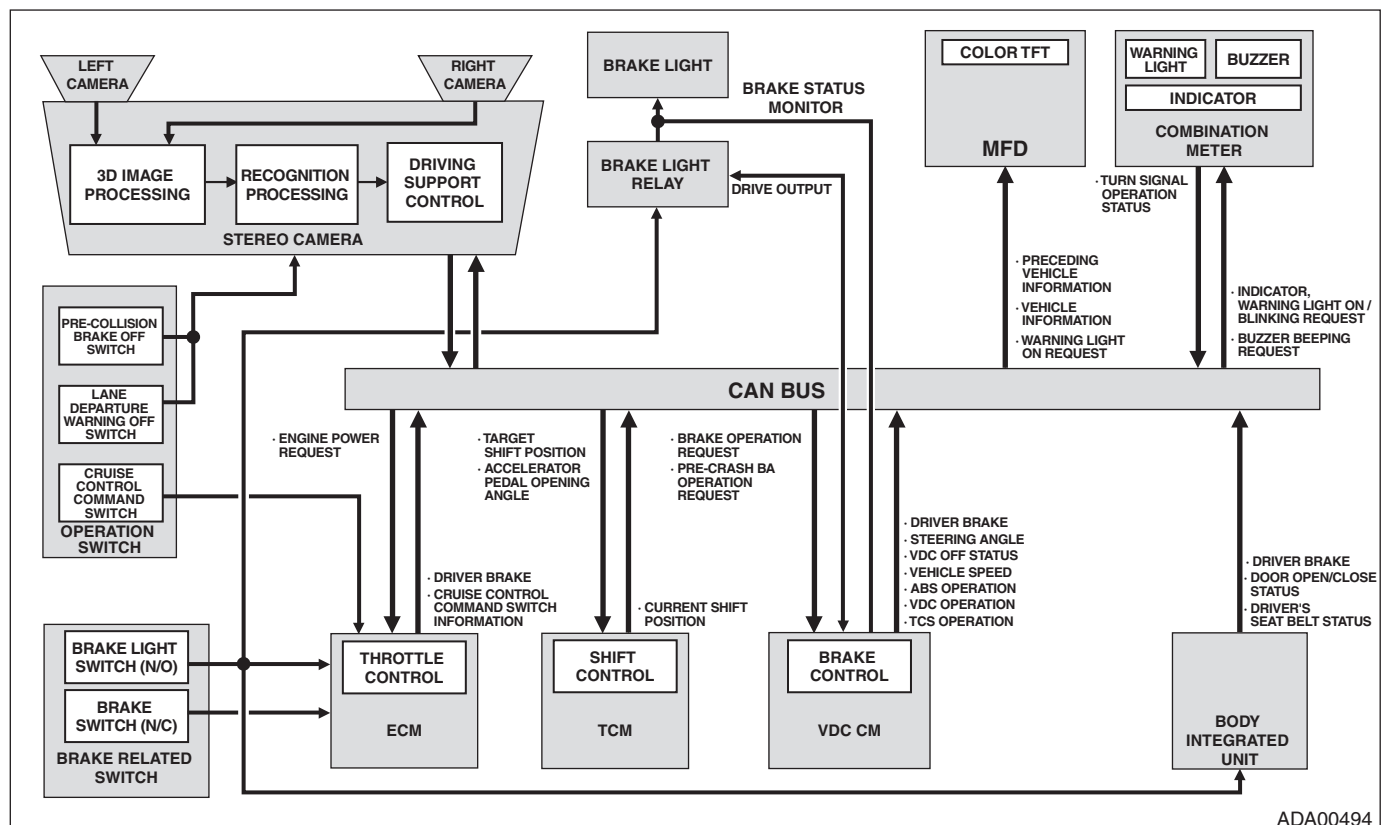 LEFT
CAMERA
RIGHT
CAMERA
3D IMAGE
PROCESSING
RECOGNITION
PROCESSING
DRIVING
SUPPORT
CONTROL
STEREO CAMERA
BRAKE LIGHT
BRAKE STATUS
MONITOR
BRAKE LIGHT
RELAY
DRIVE OUTPUT
COLOR TFT
MFD
WARNING
LIGHT
BUZZER
INDICATOR
COMBINATION
METER
· TURN SIGNAL
OPERATION
STATUS
· PRECEDING
VEHICLE
INFORMATION
· VEHICLE
INFORMATION
· WARNING LIGHT
ON REQUEST
· INDICATOR,
WARNING LIGHT ON /
BLINKING REQUEST
· BUZZER BEEPING
REQUEST
PRE-COLLISION
BRAKE OFF
SWITCH
LANE
DEPARTURE
WARNING OFF
SWITCH
CRUISE
CONTROL
COMMAND
SWITCH
OPERATION
SWITCH
CAN BUS
· ENGINE POWER
REQUEST
· TARGET
SHIFT POSITION
· ACCELERATOR
PEDAL OPENING
ANGLE
· BRAKE OPERATION
REQUEST
· PRE-CRASH BA
OPERATION
REQUEST
· DRIVER BRAKE
· CRUISE CONTROL
COMMAND SWITCH
INFORMATION
· CURRENT SHIFT
POSITION
· DRIVER BRAKE
· STEERING ANGLE
· VDC OFF STATUS
· VEHICLE SPEED
· ABS OPERATION
· VDC OPERATION
· TCS OPERATION
· DRIVER BRAKE
· DOOR OPEN/CLOSE
STATUS
· DRIVER'S
SEAT BELT STATUS
BRAKE LIGHT
SWITCH (N/O)
BRAKE
SWITCH (N/C)
BRAKE RELATED
SWITCH
THROTTLE
CONTROL
ECM
SHIFT
CONTROL
TCM
BRAKE
CONTROL
VDC CM
BODY
INTEGRATED
UNIT
ADA00494